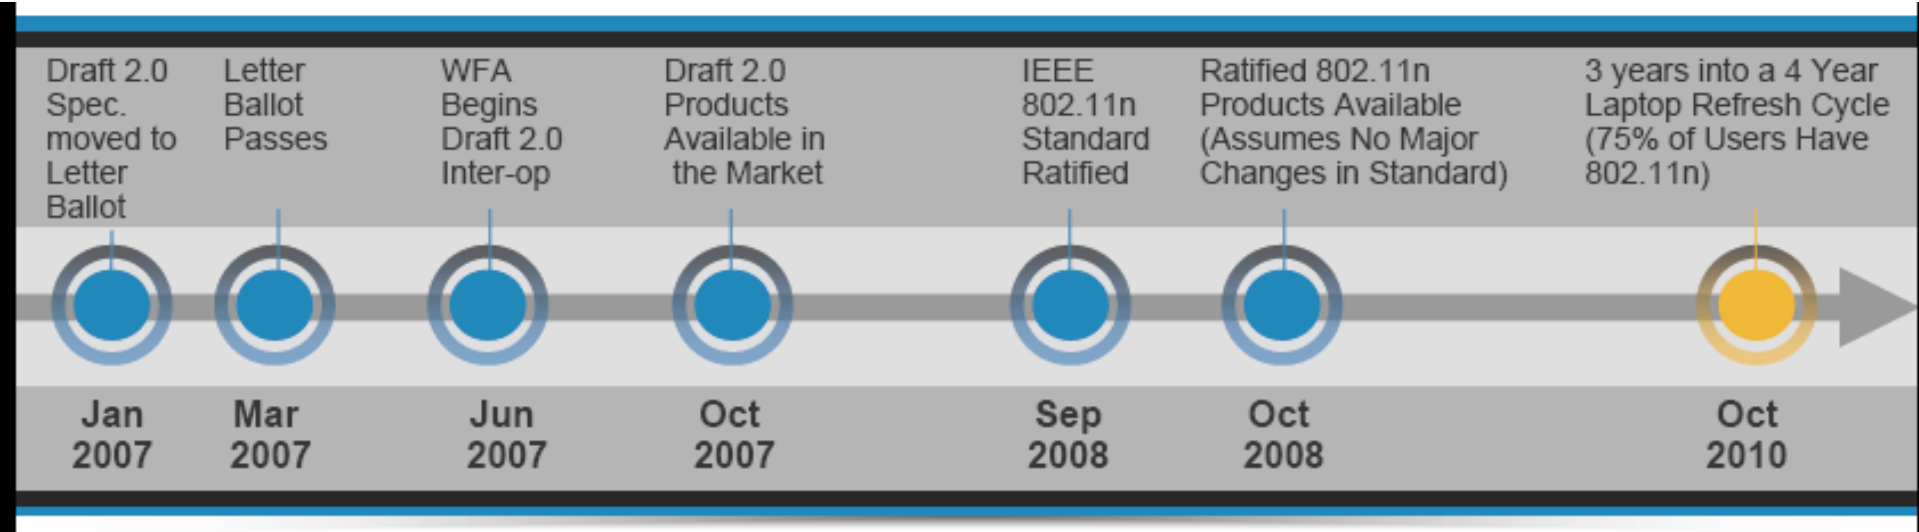 Draft 2.0
Spec.
moved to
Letter
Ballot
Letter
Ballot
Passes
WFA
Begins
Draft 2.0
Inter-op
Draft 2.0
Products
Available in
the Market
IEEE
802.11n
Standard
Ratified
Ratified 802.11n
Products Available
(Assumes No Major
Changes in Standard)
3 years into a 4 Year
Laptop Refresh Cycle
(75% of Users Have
802.11n)
Jan
2007
Mar
2007
Jun
2007
Oct
2007
Sep
2008
Oct
2008
Oct
2010